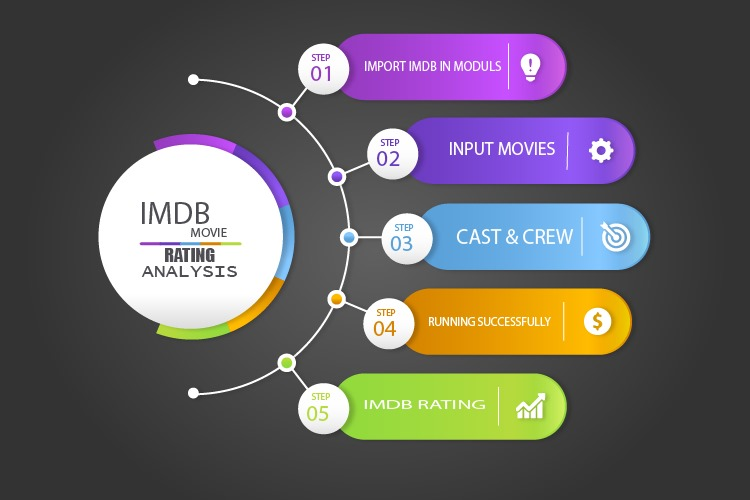 IMDB
MOVIE
RATING
ANALYSIS
STEP
01
IMPORT IMDB IN MODULS
STEP
02
INPUT MOVIES
STEP
03
CAST & CREW
STEP
04
RUNNING SUCCESSFULLY
$
STEP
05
IMDB RATING